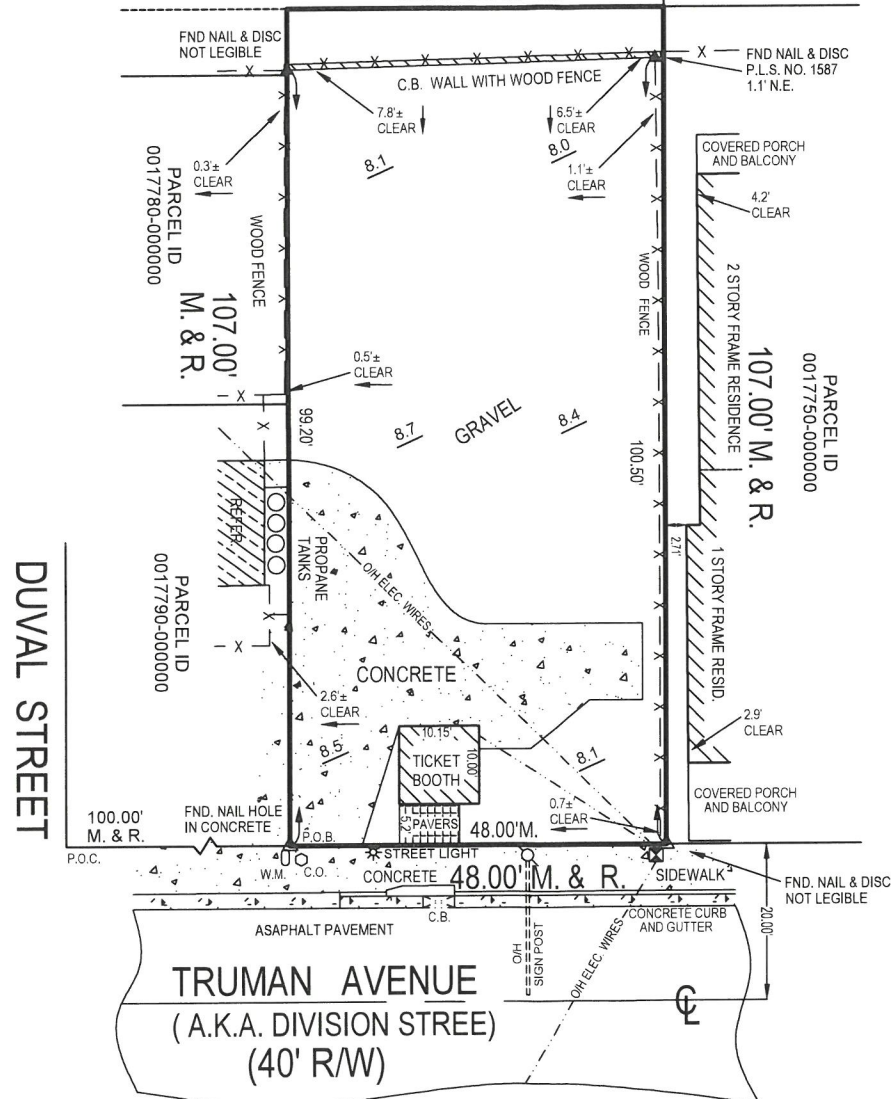 FND NAIL & DISC
NOT LEGIBLE
C.B. WALL WITH WOOD FENCE
FND NAIL & DISC
P.L.S. NO. 1587
1.1' N.E.
7.8'±
CLEAR
6.5'±
CLEAR
8.1
8.0
0.3'±
CLEAR
1.1'±
CLEAR
COVERED PORCH
AND BALCONY
4.2'
CLEAR
PARCEL ID
0017780-000000
WOOD FENCE
107.00'
M. & R.
WOOD FENCE
2 STORY FRAME RESIDENCE
107.00' M. & R.
PARCEL ID
0017750-000000
0.5'±
CLEAR
99.20'
8.7
GRAVEL
8.4
100.50'
REFER.
PROPANE
TANKS
O/H ELEC. WIRES
2.71'
1 STORY FRAME RESID.
DUVAL STREET
PARCEL ID
0017790-000000
CONCRETE
2.6'±
CLEAR
8.5
10.15'
10.00'
TICKET
BOOTH
8.1
2.9'
CLEAR
COVERED PORCH
AND BALCONY
100.00'
M. & R.
P.O.C.
FND. NAIL HOLE
IN CONCRETE
P.O.B.
5.2'
PAVERS
48.00'M.
0.7±
CLEAR
W.M.
C.O.
STREET LIGHT
CONCRETE
48.00' M. & R.
SIDEWALK
FND. NAIL & DISC
NOT LEGIBLE
20.00'
C.B.
ASAPHALT PAVEMENT
O/H
SIGN POST
O/H ELEC. WIRES
CONCRETE CURB
AND GUTTER
TRUMAN AVENUE
( A.K.A. DIVISION STREE)
(40' R/W)
CL